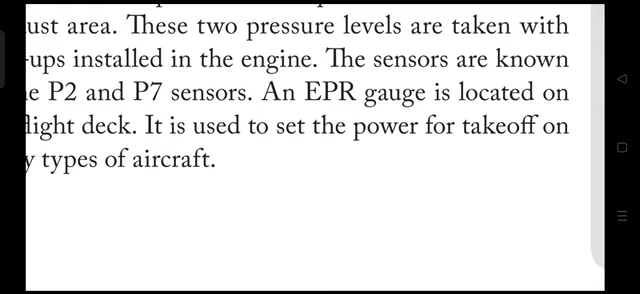 ust area. These two pressure levels are taken with
-ups installed in the engine. The sensors are known
e P2 and P7 sensors. An EPR gauge is located on
light deck. It is used to set the power for takeoff on
y types of aircraft.